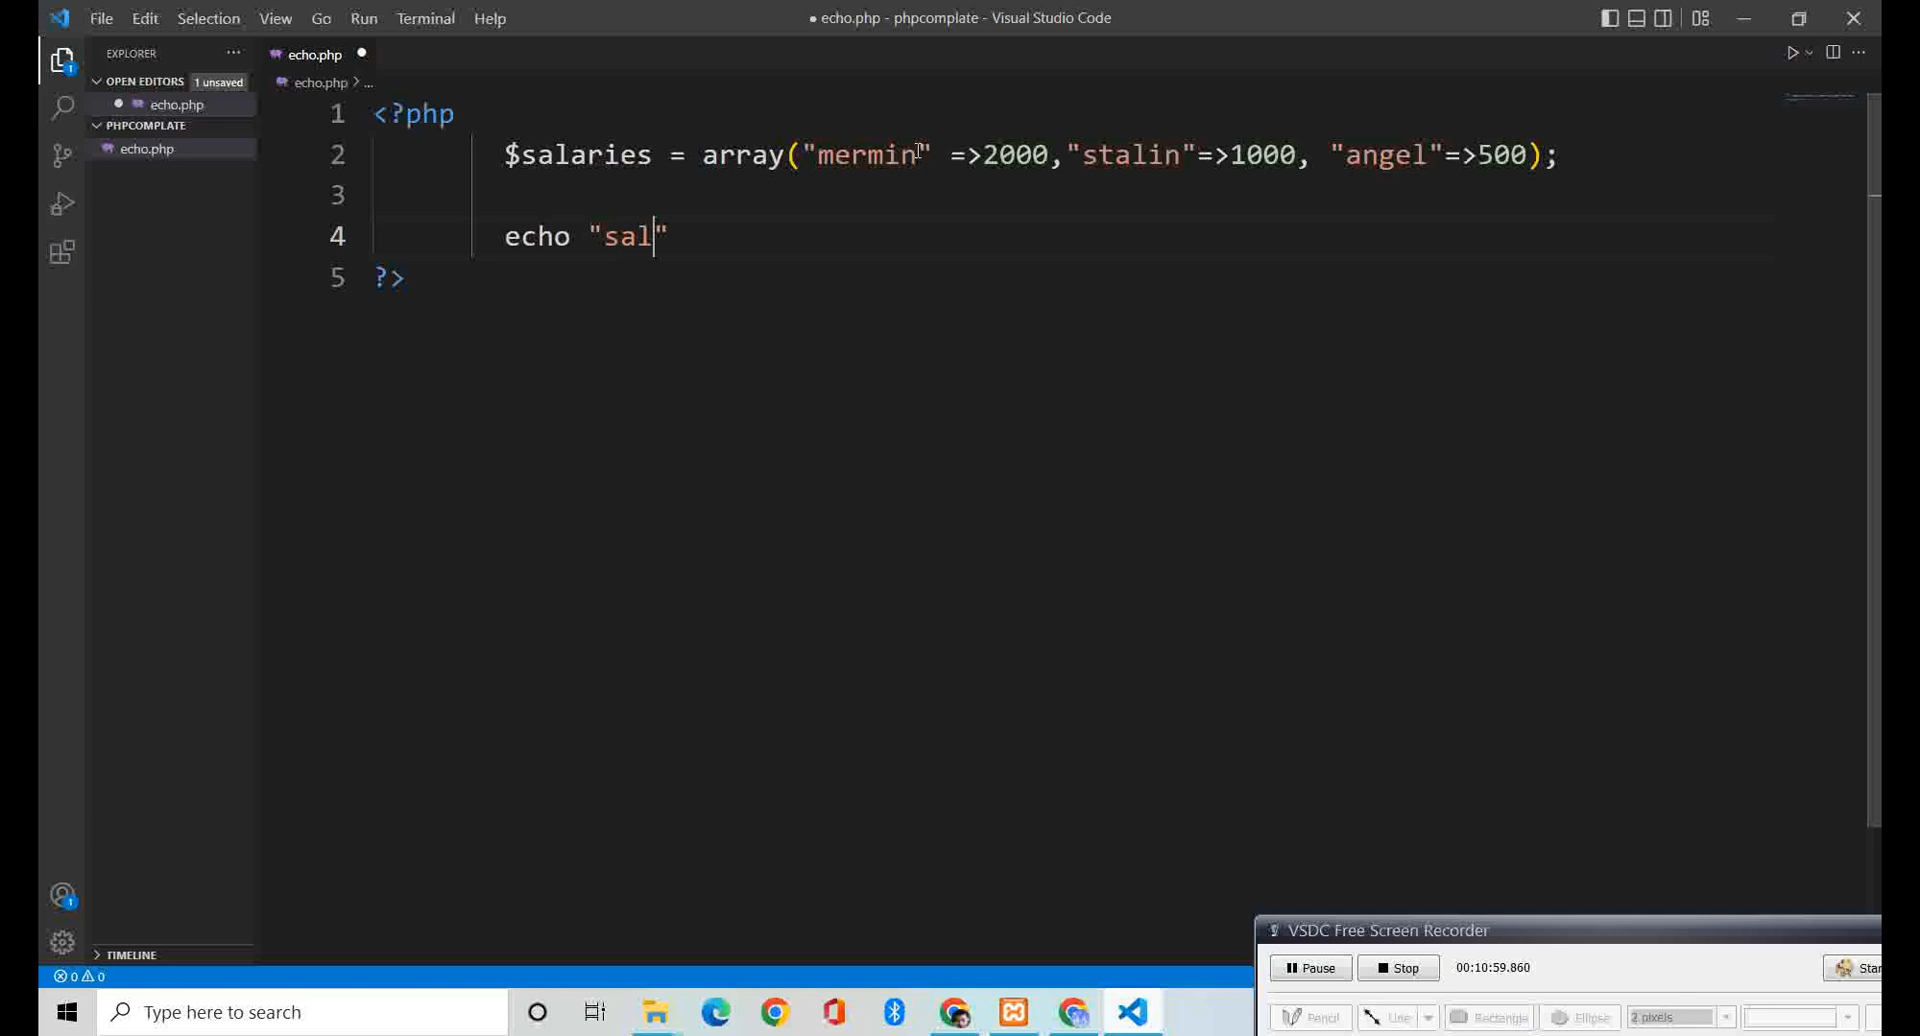 File Edit Selection View Go Run Terminal Help
● echo.php - phpcomplate - Visual Studio Code
EXPLORER ...
OPEN EDITORS 1 unsaved
● echo.php
PHPCOMPLATE
echo.php
TIMELINE
echo.php ●
echo.php > ...
1 <?php
2 $salaries = array("mermin" =>2000,"stalin"=>1000, "angel"=>500);
3
4 echo "sal"
5 ?>
1
1
0 0
VSDC Free Screen Recorder
Pause Stop 00:10:59.860 Star
Pencil Line Rectangle Ellipse 2 pixels
Type here to search